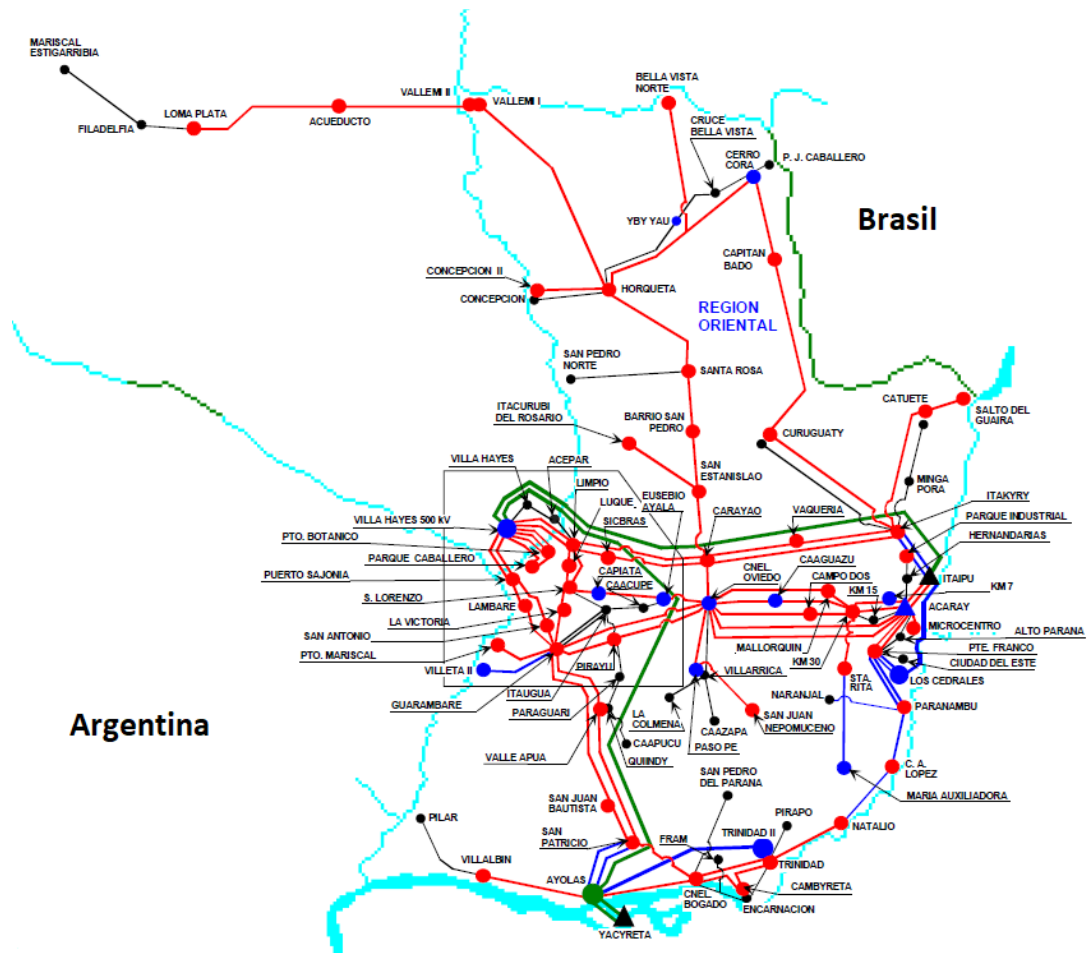 MARISCAL
ESTIGARRIBIA
FILADELFIA
LOMA PLATA
ACUEDUCTO
VALLEMI II
VALLEMI I
BELLA VISTA
NORTE
CRUCE
BELLA VISTA
CERRO
CORA
P. J. CABALLERO
YBY YAU
Brasil
CAPITAN
BADO
CONCEPCION II
CONCEPCION
HORQUETA
REGION
ORIENTAL
SAN PEDRO
NORTE
SANTA ROSA
ITACURUBI
DEL ROSARIO
BARRIO SAN
PEDRO
CATUETE
SALTO DEL
GUAIRA
CURUGUATY
SAN
ESTANISLAO
MINGA
PORA
VILLA HAYES
ACEPAR
LIMPIO
LUQUE
EUSEBIO
AYALA
SICBRAS
CARAYAO
VAQUERIA
ITAKYRY
PARQUE INDUSTRIAL
HERNANDARIAS
VILLA HAYES 500 kV
PTO. BOTANICO
PARQUE CABALLERO
PUERTO SAJONIA
CAPIATA
CAACUPE
CNEL.
OVIEDO
CAAGUAZU
CAMPO DOS
KM 15
ITAIPU
KM 7
ACARAY
S. LORENZO
LAMBARE
LA VICTORIA
SAN ANTONIO
PTO. MARISCAL
VILLETA II
MICROCENTRO
ALTO PARANA
MALLORQUIN
KM 30
PTE. FRANCO
CIUDAD DEL ESTE
LOS CEDRALES
PIRAYU
VILLARRICA
STA.
RITA
ITAUGUA
GUARAMBARE
PARAGUARI
NARANJAL
PARANAMBU
LA
COLMENA
CAAZAPA
SAN JUAN
NEPOMUCENO
PASO PE
Argentina
VALLE APUA
CAAPUCU
QUIINDY
SAN PEDRO
DEL PARANA
C. A.
LOPEZ
MARIA AUXILIADORA
SAN JUAN
BAUTISTA
PIRAPO
PILAR
SAN
PATRICIO
FRAM
TRINIDAD II
NATALIO
VILLALBIN
TRINIDAD
AYOLAS
CNEL.
BOGADO
CAMBYRETA
ENCARNACION
YACYRETA